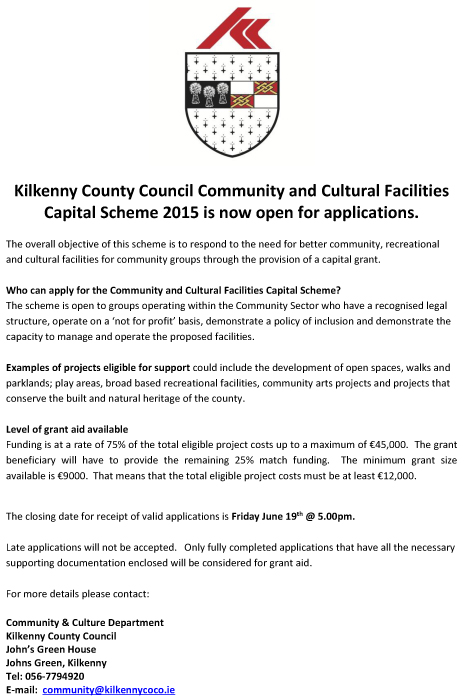 Kilkenny County Council Community and Cultural Facilities
Capital Scheme 2015 is now open for applications.
The overall objective of this scheme is to respond to the need for better community, recreational
and cultural facilities for community groups through the provision of a capital grant.
Who can apply for the Community and Cultural Facilities Capital Scheme?
The scheme is open to groups operating within the Community Sector who have a recognised legal
structure, operate on a ‘not for profit’ basis, demonstrate a policy of inclusion and demonstrate the
capacity to manage and operate the proposed facilities.
Examples of projects eligible for support could include the development of open spaces, walks and
parklands; play areas, broad based recreational facilities, community arts projects and projects that
conserve the built and natural heritage of the county.
Level of grant aid available
Funding is at a rate of 75% of the total eligible project costs up to a maximum of €45,000. The grant
beneficiary will have to provide the remaining 25% match funding. The minimum grant size
available is €9000. That means that the total eligible project costs must be at least €12,000.
The closing date for receipt of valid applications is Friday June 19th @ 5.00pm.
Late applications will not be accepted. Only fully completed applications that have all the necessary
supporting documentation enclosed will be considered for grant aid.
For more details please contact:
Community & Culture Department
Kilkenny County Council
John’s Green House
Johns Green, Kilkenny
Tel: 056-7794920
E-mail: community@kilkennycoco.ie